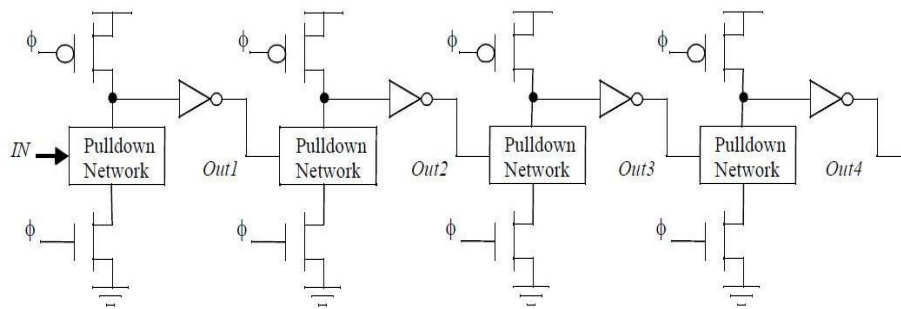 ϕ ϕ ϕ ϕ
IN Pulldown Network Out1 Pulldown Network Out2 Pulldown Network Out3 Pulldown Network Out4
ϕ ϕ ϕ ϕ